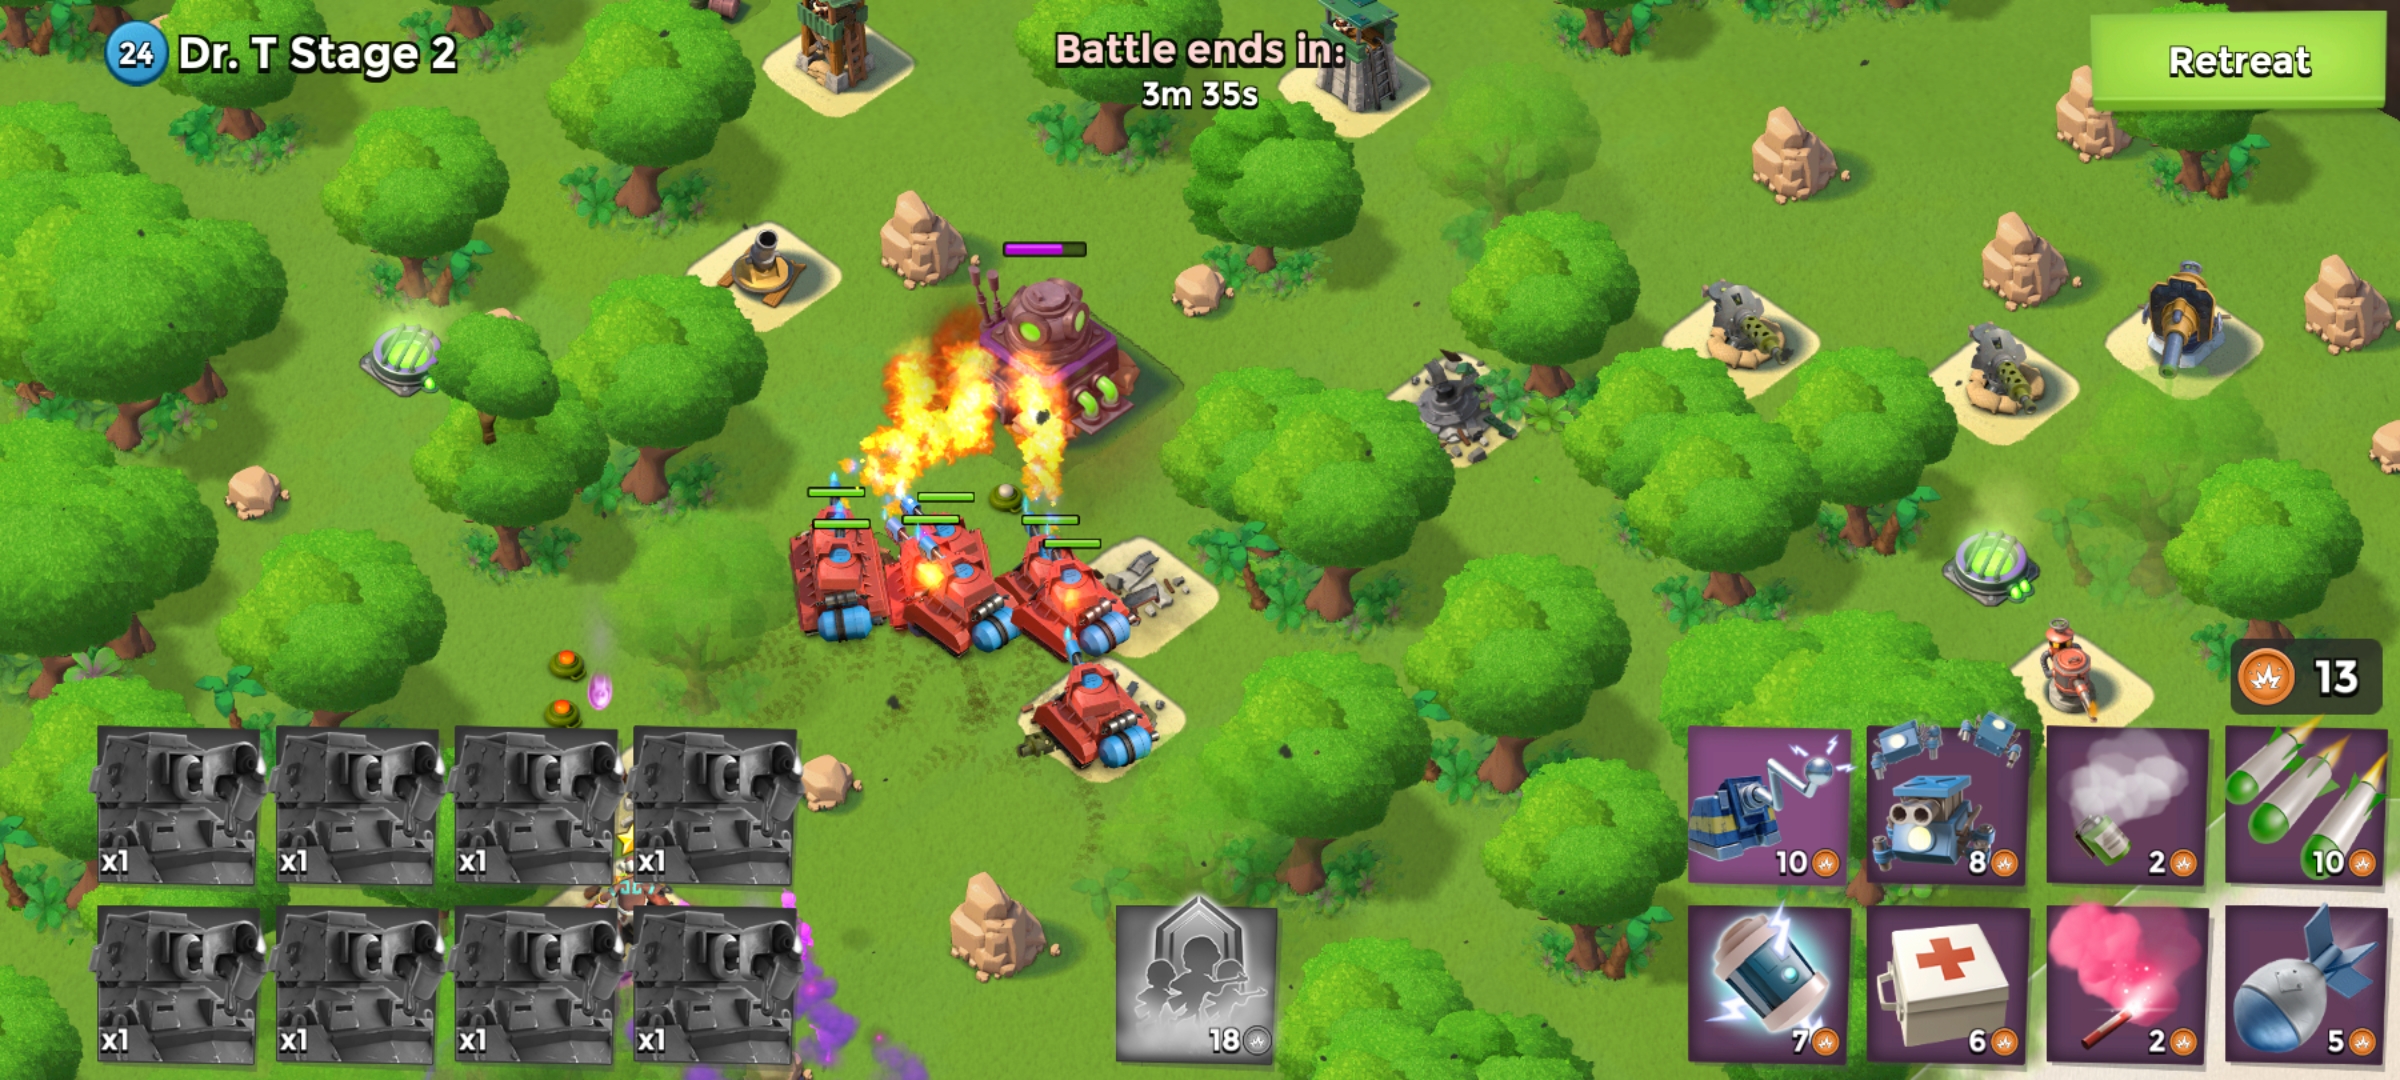 24 Dr. T Stage 2
Battle ends in:
3m 35s
Retreat
13
x1 x1 x1 x1
10 8 2 10
x1 x1 x1 x1
18
7 6 2 5